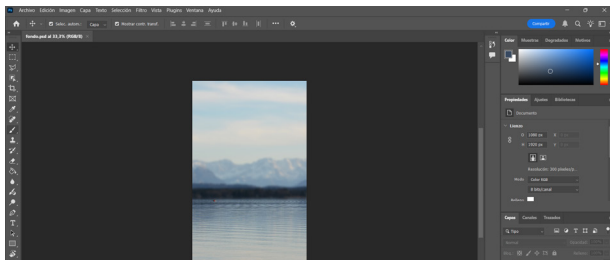 Ps Archivo Edición Imagen Capa Texto Selección Filtro Vista Plugins Ventana Ayuda
Selec. autom.: Capa Mostrar contr. transf.
Compartir
fondo.psd al 33,3% (RGB/8) ×
Color Muestras Degradados Motivos
Propiedades Ajustes Bibliotecas
Documento
Lienzo
1080 px X
1920 px Y
Resolución: 300 píxeles/p...
Modo Color RGB
8 bits/canal
Relleno
Capas Canales Trazados
Tipo
Normal